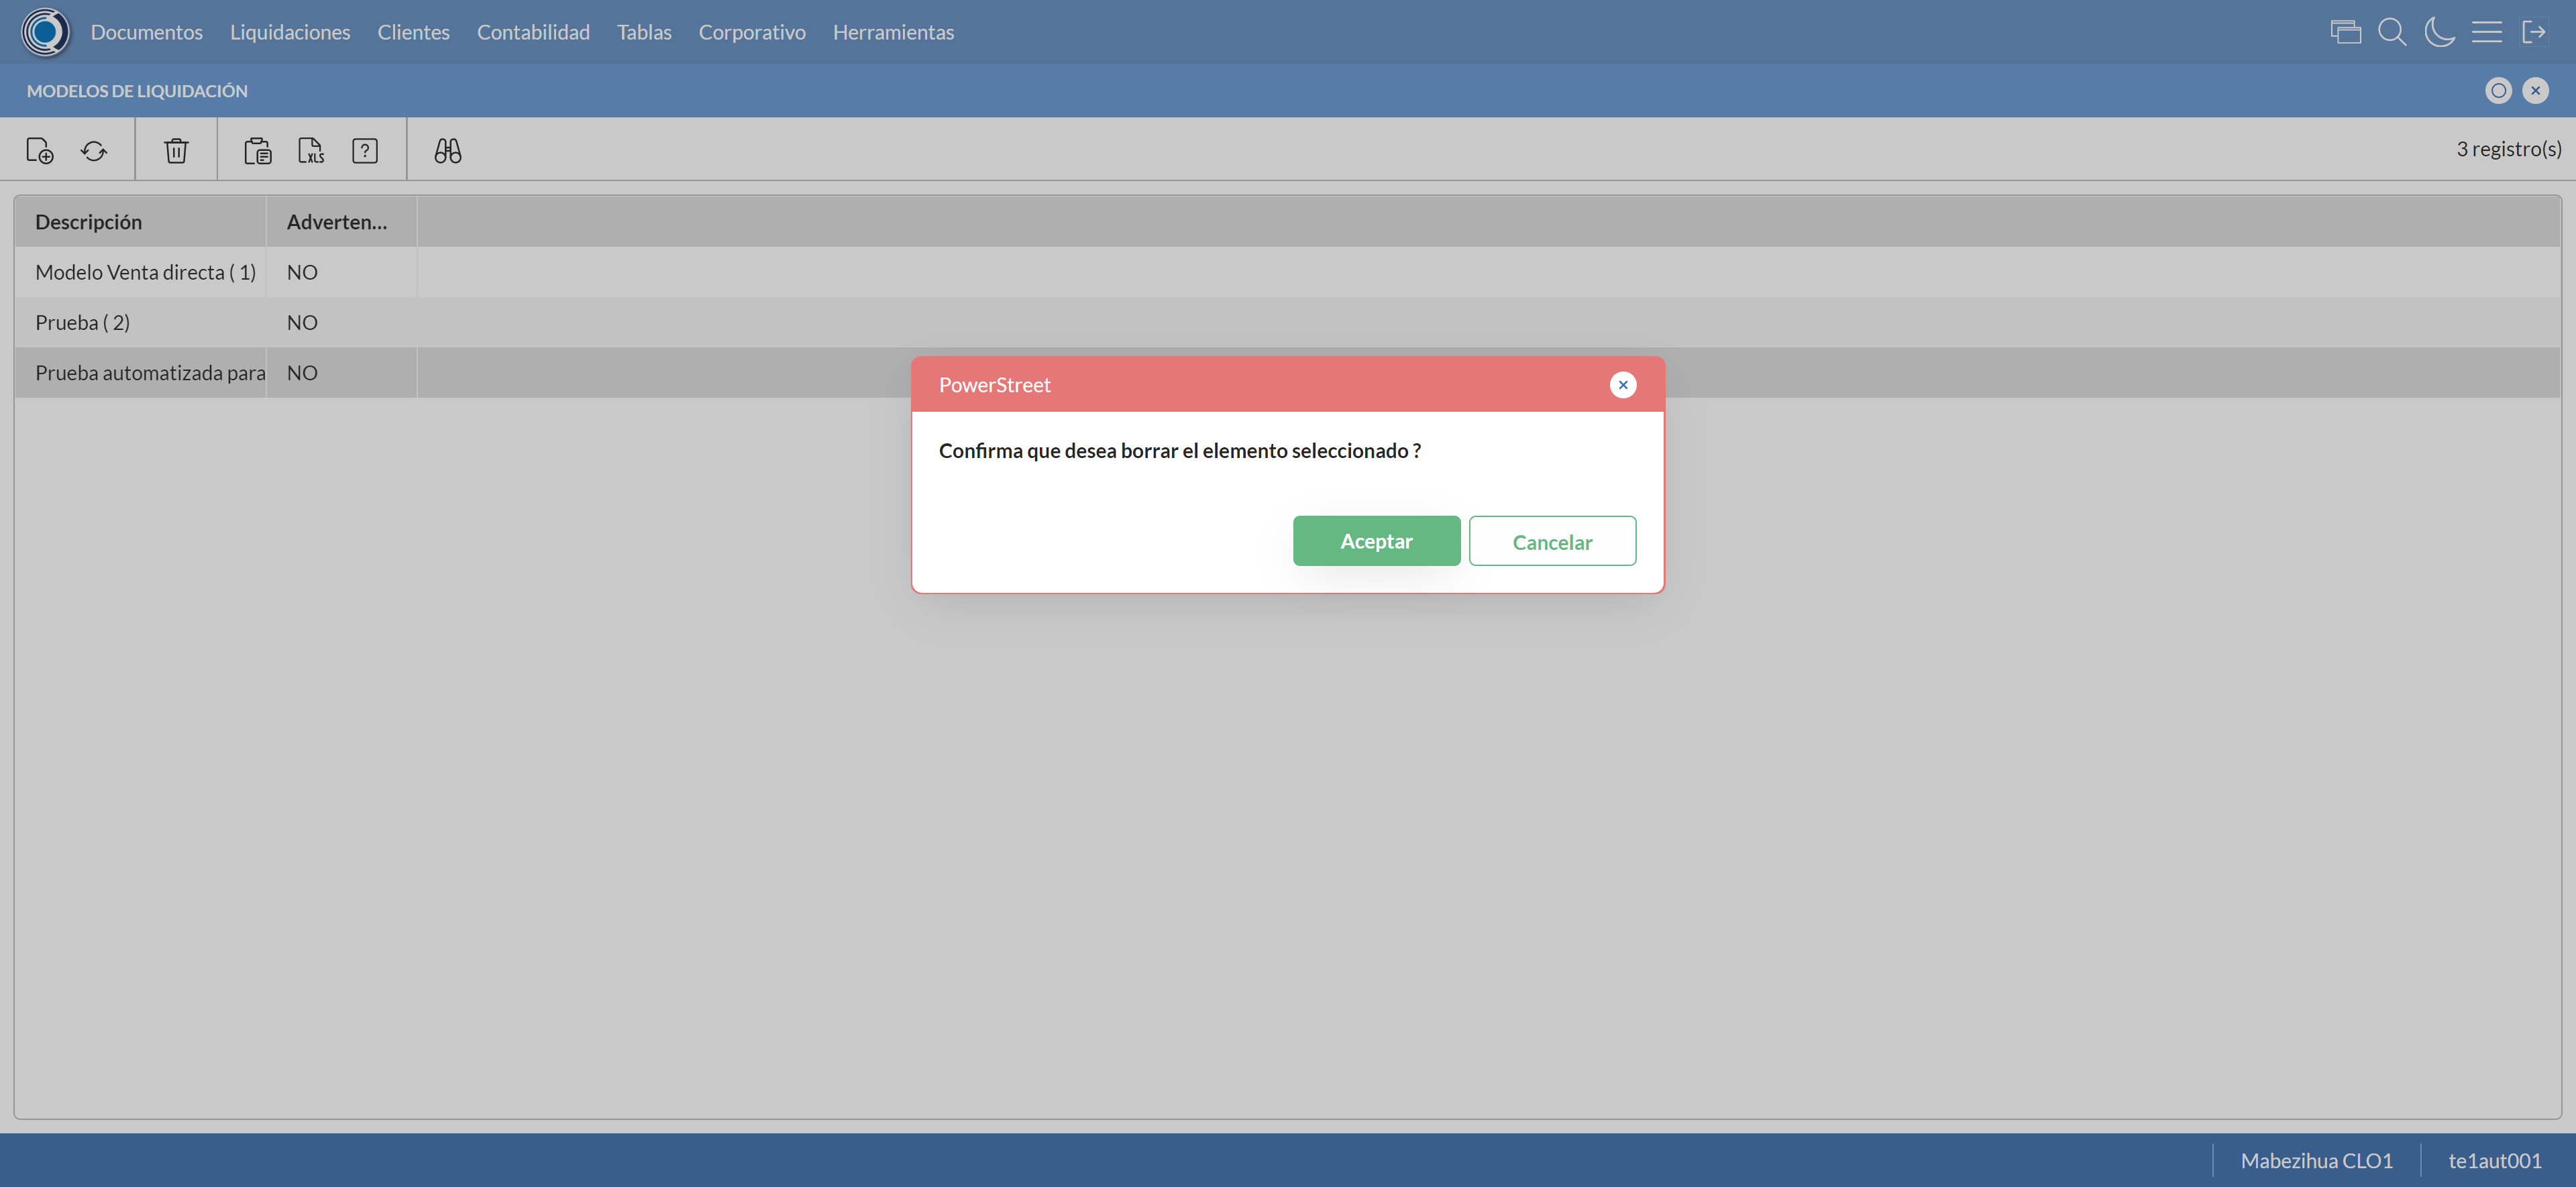 Documentos Liquidaciones Clientes Contabilidad Tablas Corporativo Herramientas
MODELOS DE LIQUIDACIÓN
XLS ? 3 registro(s)
Descripción Adverten...
Modelo Venta directa ( 1) NO
Prueba ( 2) NO
Prueba automatizada para NO
PowerStreet
Confirma que desea borrar el elemento seleccionado ?
Aceptar Cancelar
Mabezihua CLO1 te1aut001